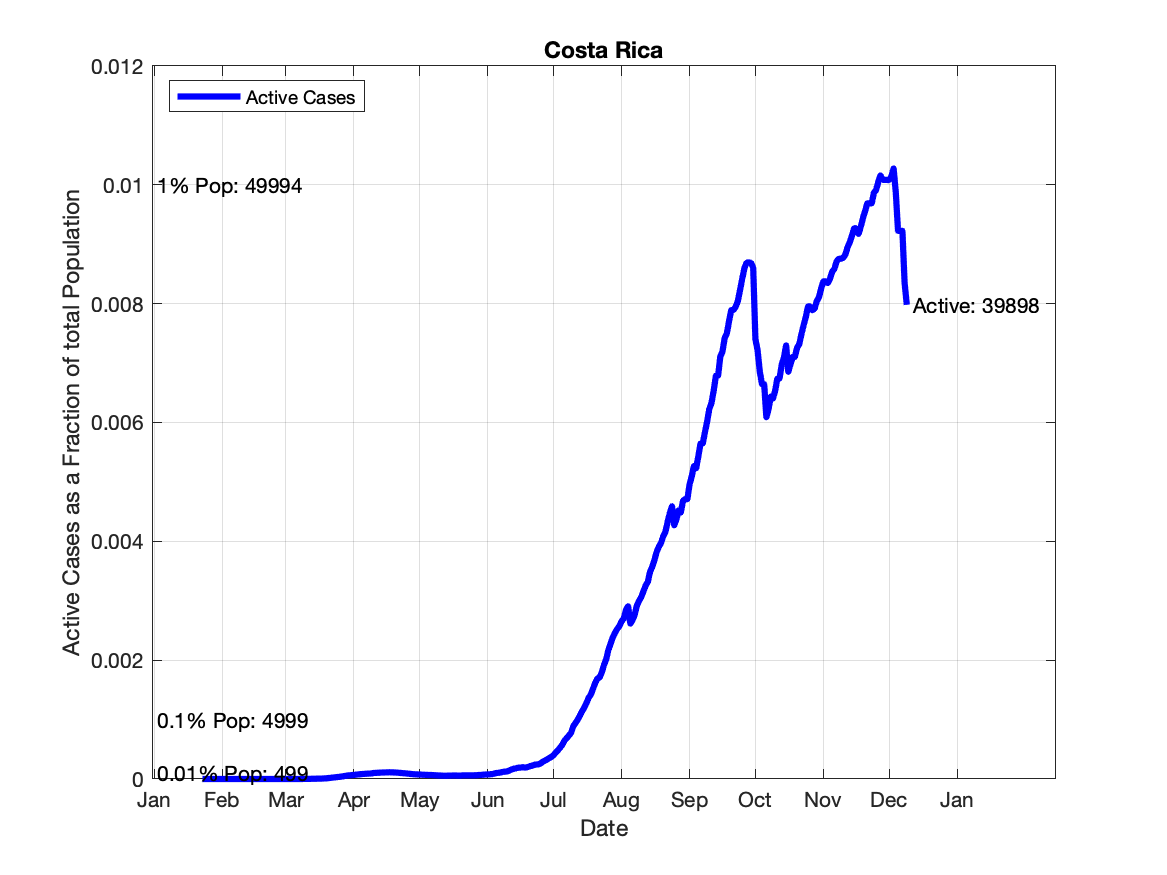 Costa Rica
Active Cases
0.012
0.01
0.008
0.006
0.004
0.002
0
1% Pop: 49994
0.1% Pop: 4999
0.01% Pop: 499
Active: 39898
Active Cases as a Fraction of total Population
Jan Feb Mar Apr May Jun Jul Aug Sep Oct Nov Dec Jan
Date